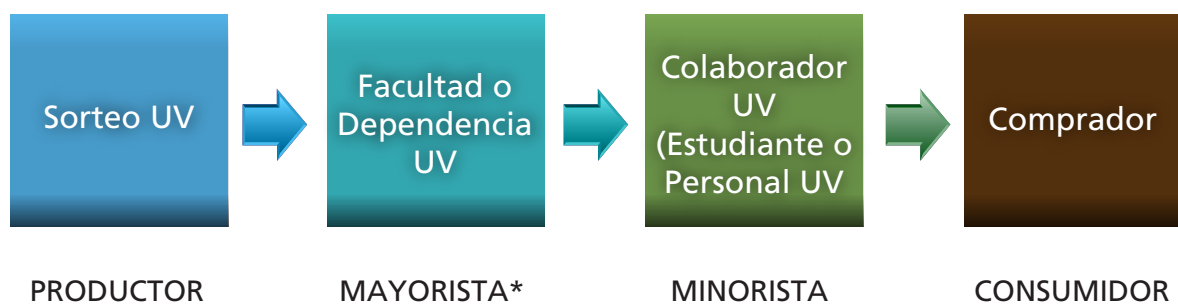 Sorteo UV
Facultad o
Dependencia
UV
Colaborador
UV
(Estudiante o
Personal UV
Comprador
PRODUCTOR
MAYORISTA*
MINORISTA
CONSUMIDOR